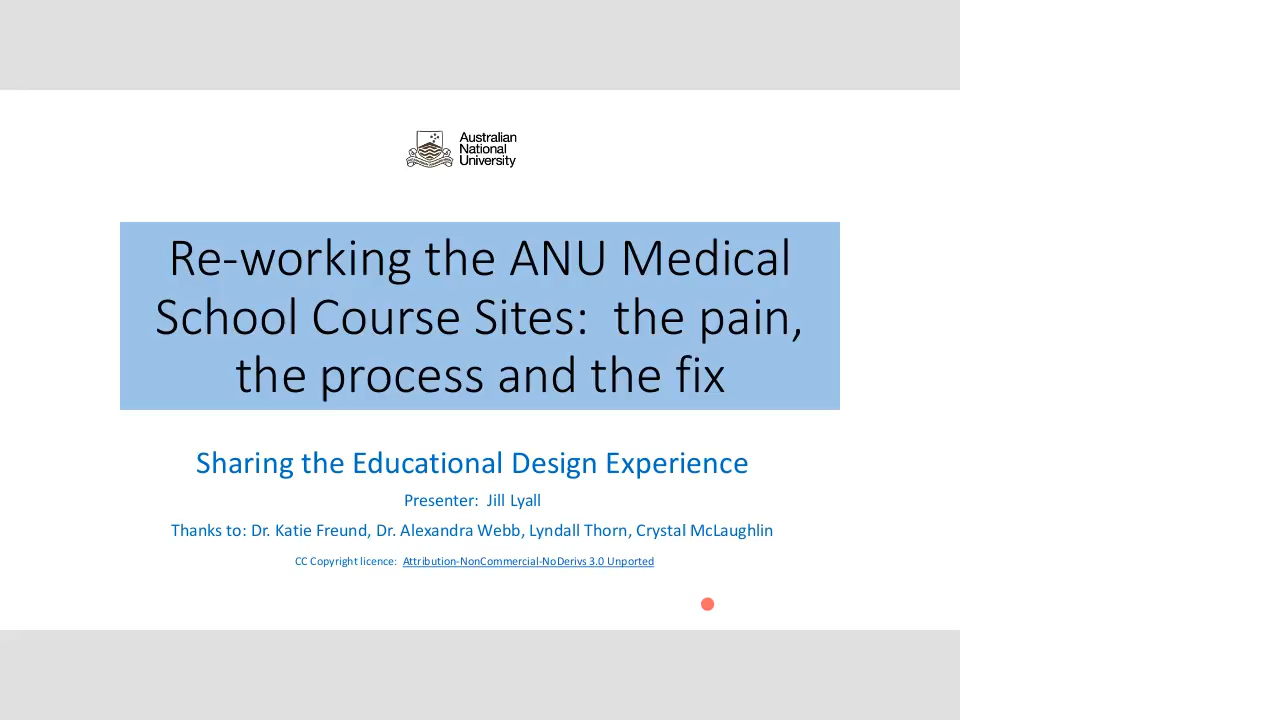 Australian
National
University
Re-working the ANU Medical
School Course Sites:  the pain,
the process and the fix
Sharing the Educational Design Experience
Presenter:  Jill Lyall
Thanks to: Dr. Katie Freund, Dr. Alexandra Webb, Lyndall Thorn, Crystal McLaughlin
CC Copyright licence:  Attribution-NonCommercial-NoDerivs 3.0 Unported